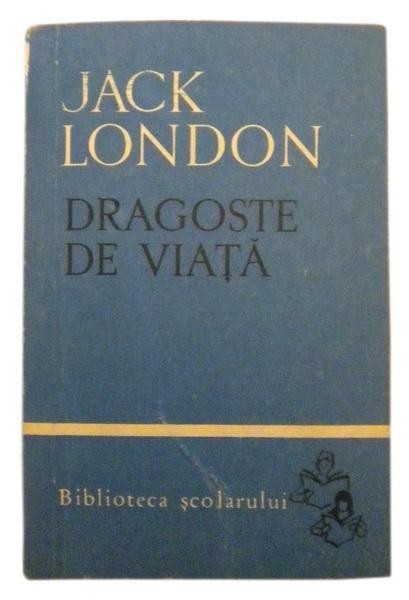 JACK
LONDON
DRAGOSTE
DE VIAȚĂ
Biblioteca școlarului